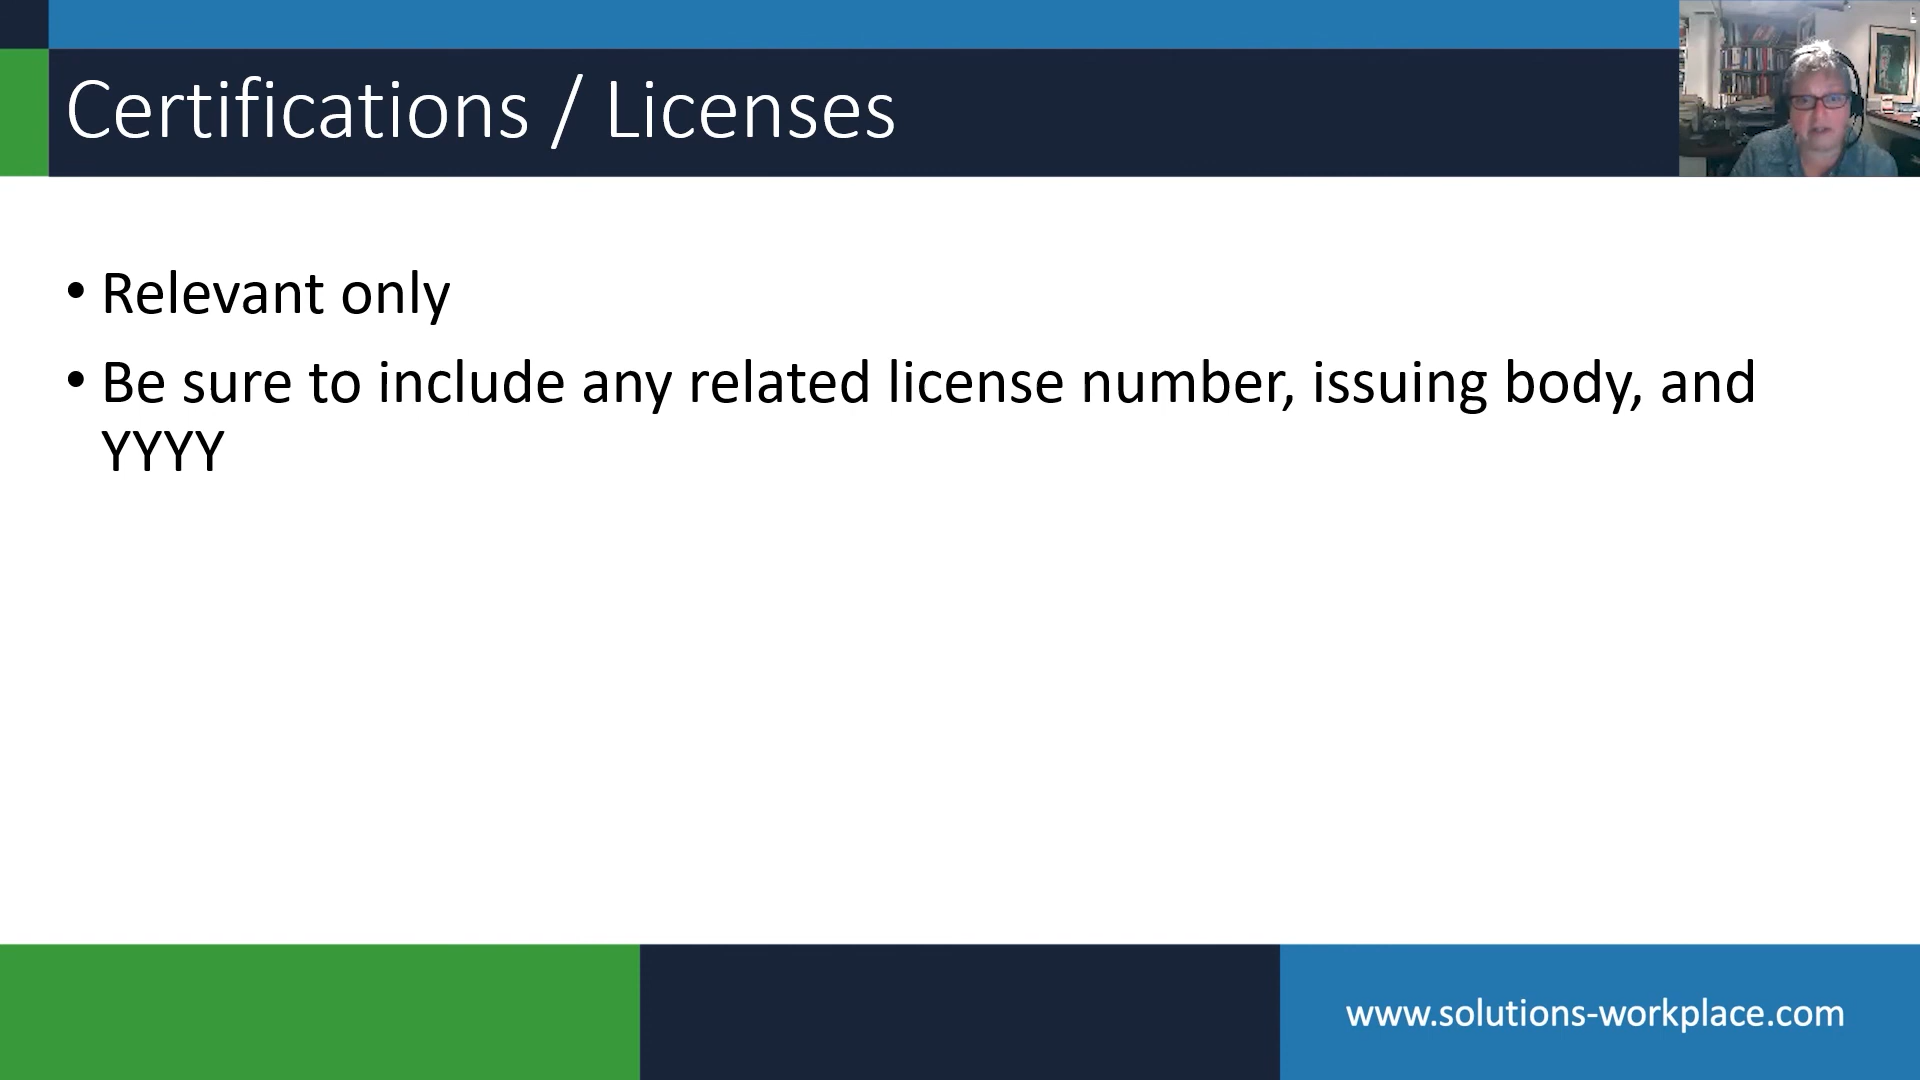 Certifications / Licenses
• Relevant only
• Be sure to include any related license number, issuing body, and
YYYY
www.solutions-workplace.com